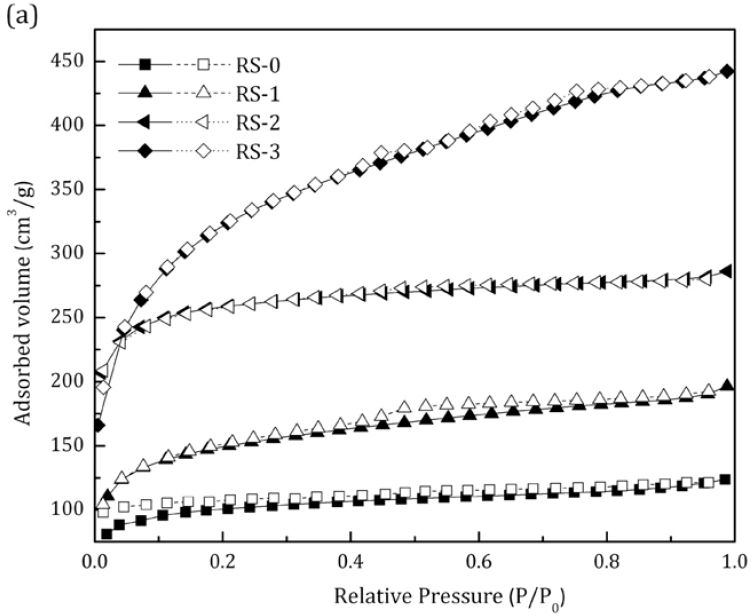 (a)
450
400
350
300
250
200
150
100
Adsorbed volume (cm³/g)
RS-0
RS-1
RS-2
RS-3
0.0 0.2 0.4 0.6 0.8 1.0
Relative Pressure (P/P₀)